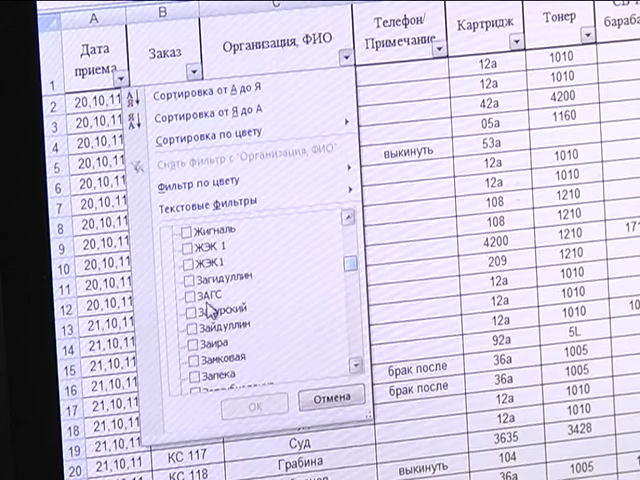 A
B
Дата приема
Заказ
Организация, ФИО
Телефон/ Примечание
Картридж
Тонер
1
12а 1010
2 20,10,11 12а 1010
3 20,10,11 42а 4200
4 20,10,11 05а 1160
5 20,10,11 выкинуть 53а
6 20,10,11 12а 1010
7 20,10,11 12а 1010
8 20,10,11 108 1210
9 20,10,11 108 1210
10 20,10,11 4200 1210
11 20,10,11 209 1210
12 20,10,11 12а 1010
13 21,10,11 12а 1010
14 21,10,11 12а 1010
15 21,10,11 92а 5L
16 21,10,11 брак после 36а 1005
17 21,10,11 брак после 36а 1005
18 21,10,11 12а 1010
19 21,10,11 12а 1010
20 21,10,11 КС 117 Суд 3635 3428
КС 118 Грабина выкинуть 104
36а 1005
Сортировка от А до Я
Сортировка от Я до А
Сортировка по цвету
Снять фильтр с "Организация, ФИО"
Фильтр по цвету
Текстовые фильтры
Жигналь
ЖЭК 1
ЖЭК1
Загидуллин
ЗАГС
Зайдуллин
Заира
Замковая
Запека
ОК
Отмена